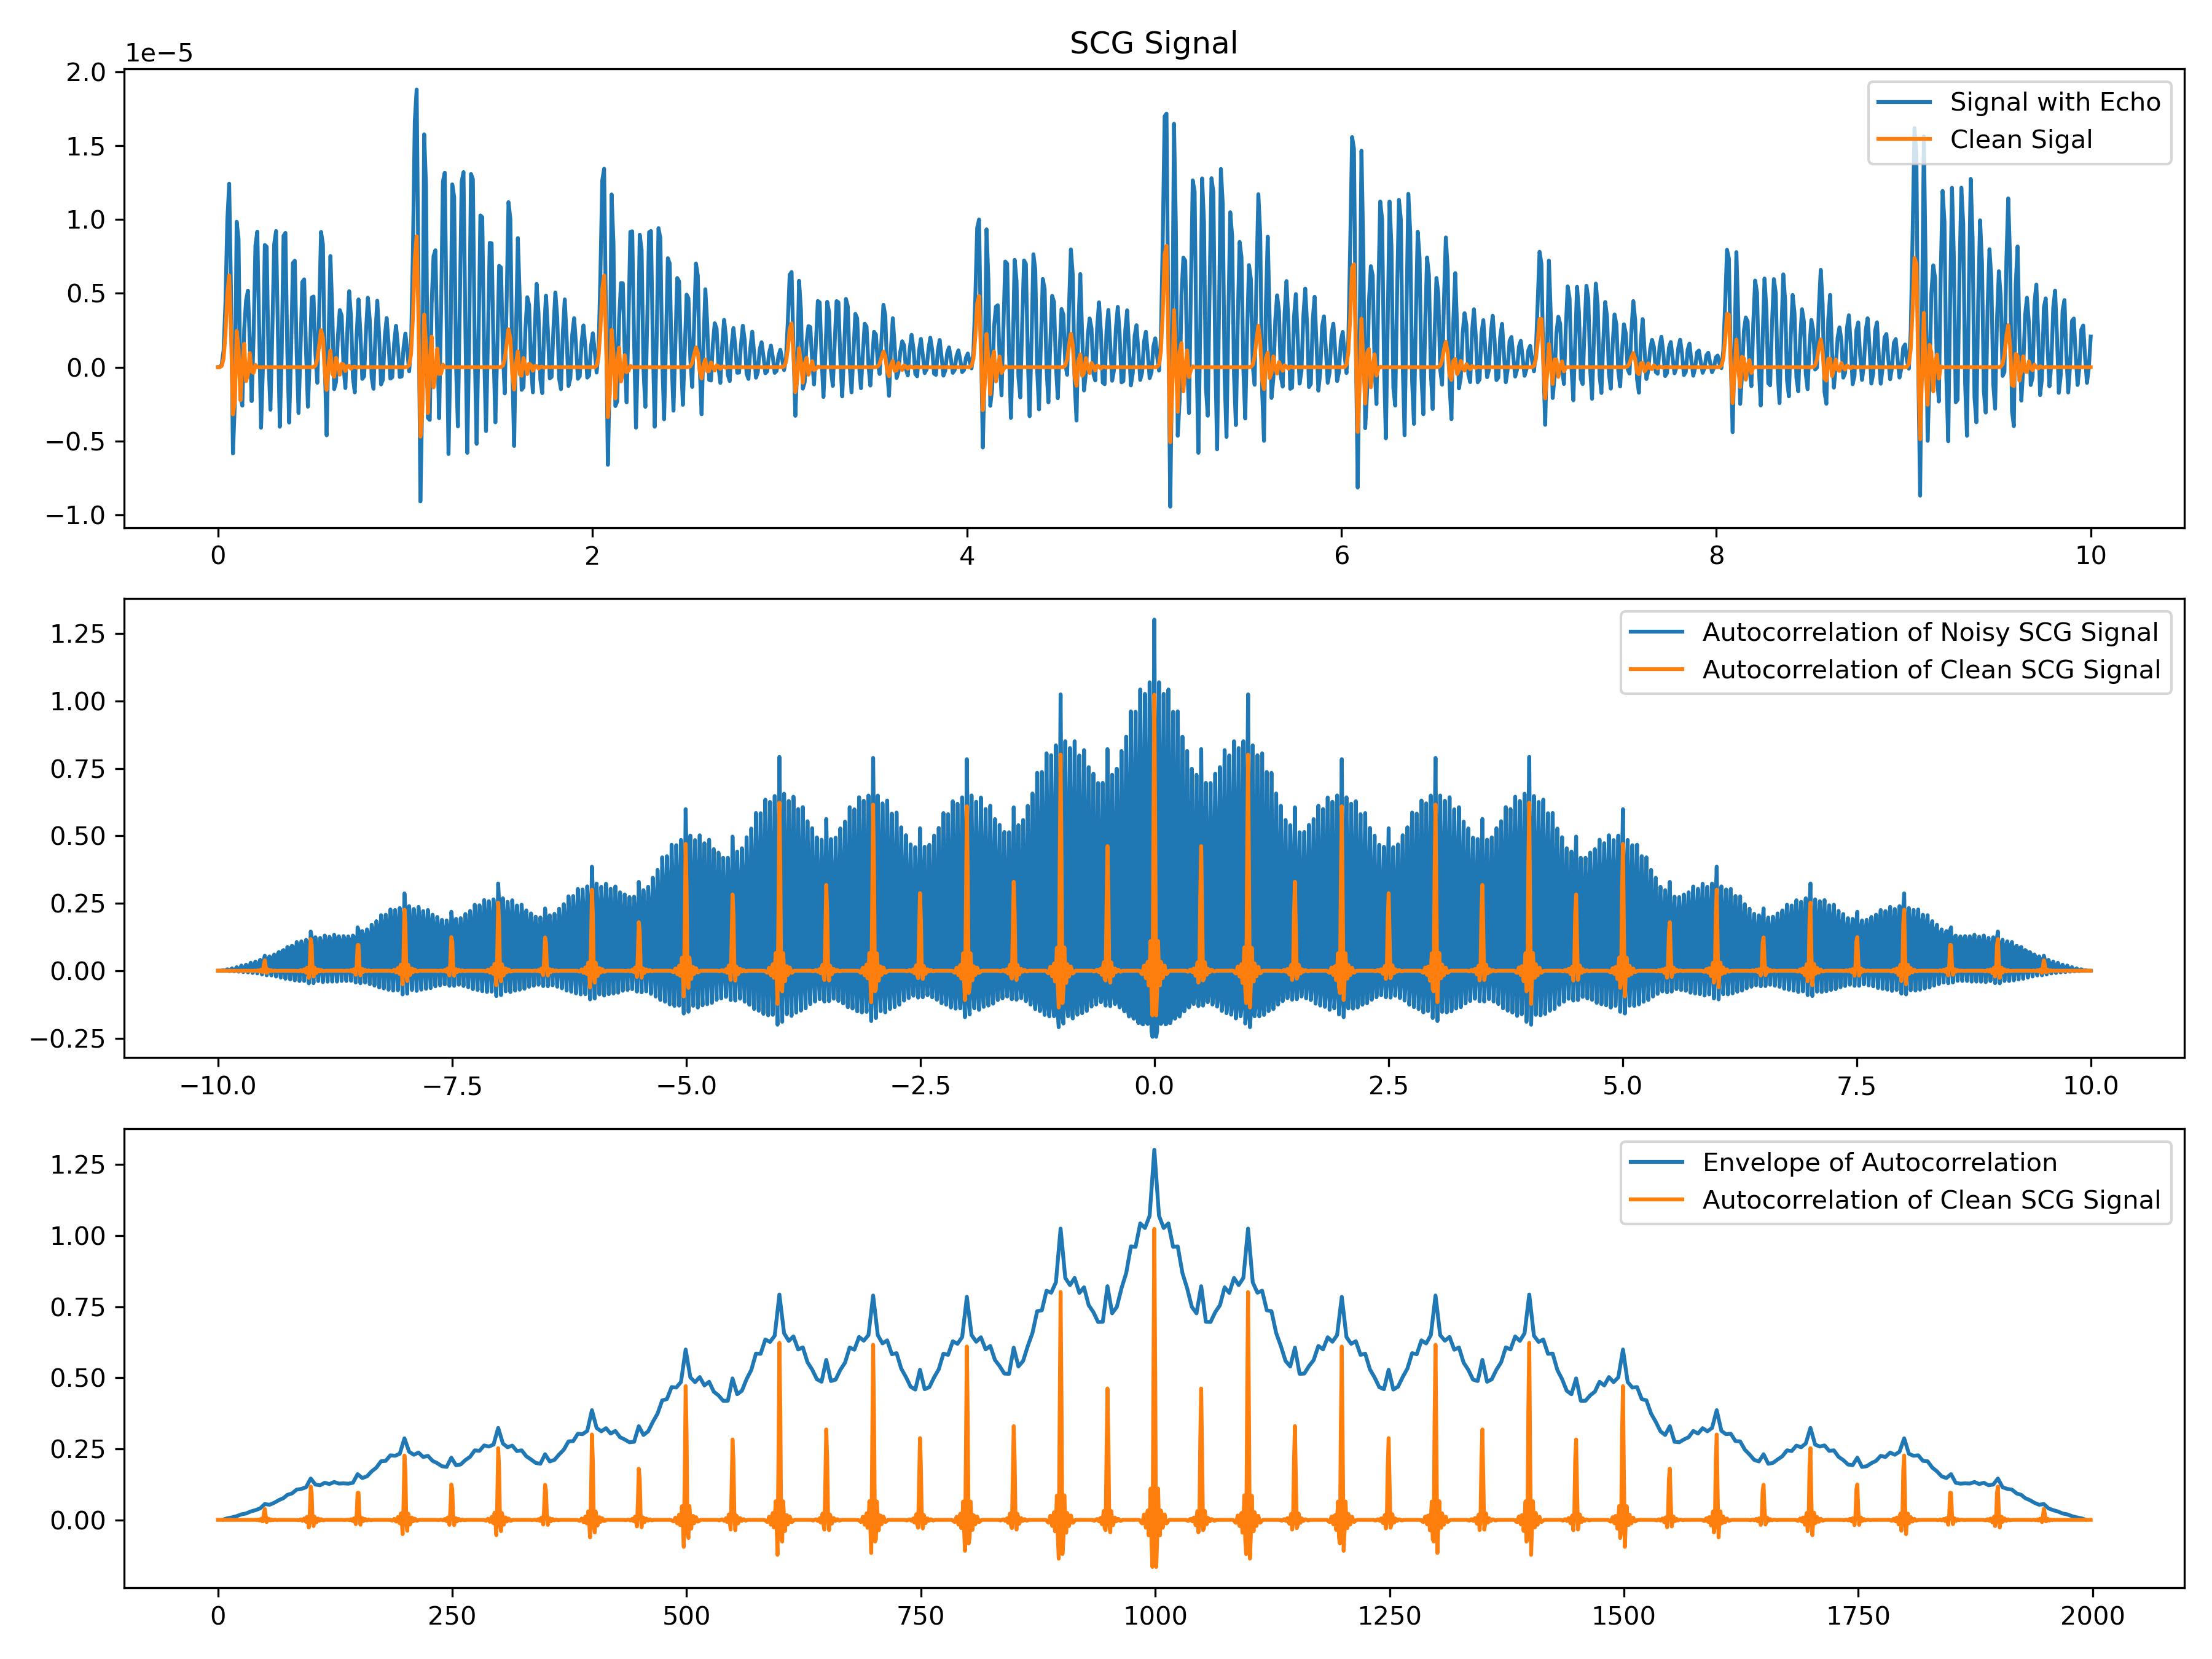 SCG Signal
1e−5
2.0
1.5
1.0
0.5
0.0
−0.5
−1.0
Signal with Echo
Clean Sigal
0 2 4 6 8 10
1.25
1.00
0.75
0.50
0.25
0.00
−0.25
Autocorrelation of Noisy SCG Signal
Autocorrelation of Clean SCG Signal
−10.0 −7.5 −5.0 −2.5 0.0 2.5 5.0 7.5 10.0
1.25
1.00
0.75
0.50
0.25
0.00
Envelope of Autocorrelation
Autocorrelation of Clean SCG Signal
0 250 500 750 1000 1250 1500 1750 2000